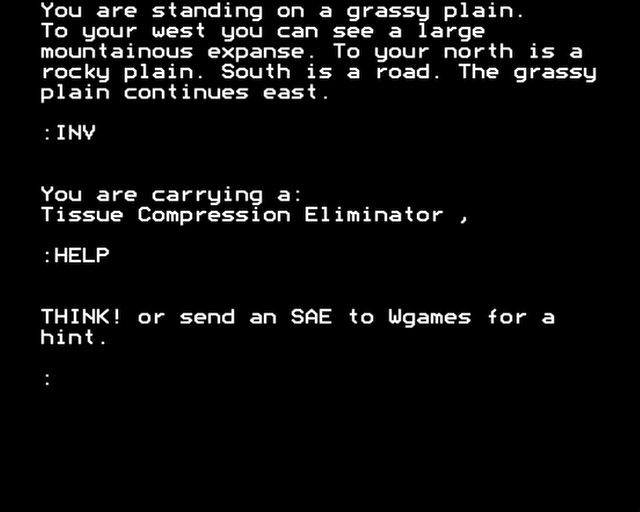 You are standing on a grassy plain.
To your west you can see a large
mountainous expanse. To your north is a
rocky plain. South is a road. The grassy
plain continues east.
:INV
You are carrying a:
Tissue Compression Eliminator ,
:HELP
THINK! or send an SAE to Wgames for a
hint.
: